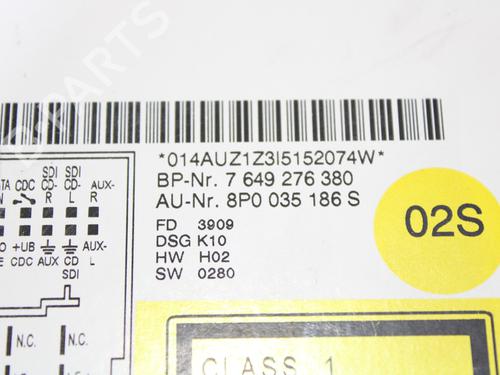 PARTS
*014AUZ1Z3I5152074W*
BP-Nr. 7 649 276 380
AU-Nr. 8P0 035 186 S
02S
FD 3909
DSG K10
HW H02
SW 0280
SDI SDI
CDC CD- CD- AUX-
R L R
+UB AUX-
CDC AUX CD L
SDI
N.C. N.C.
CLASS 1